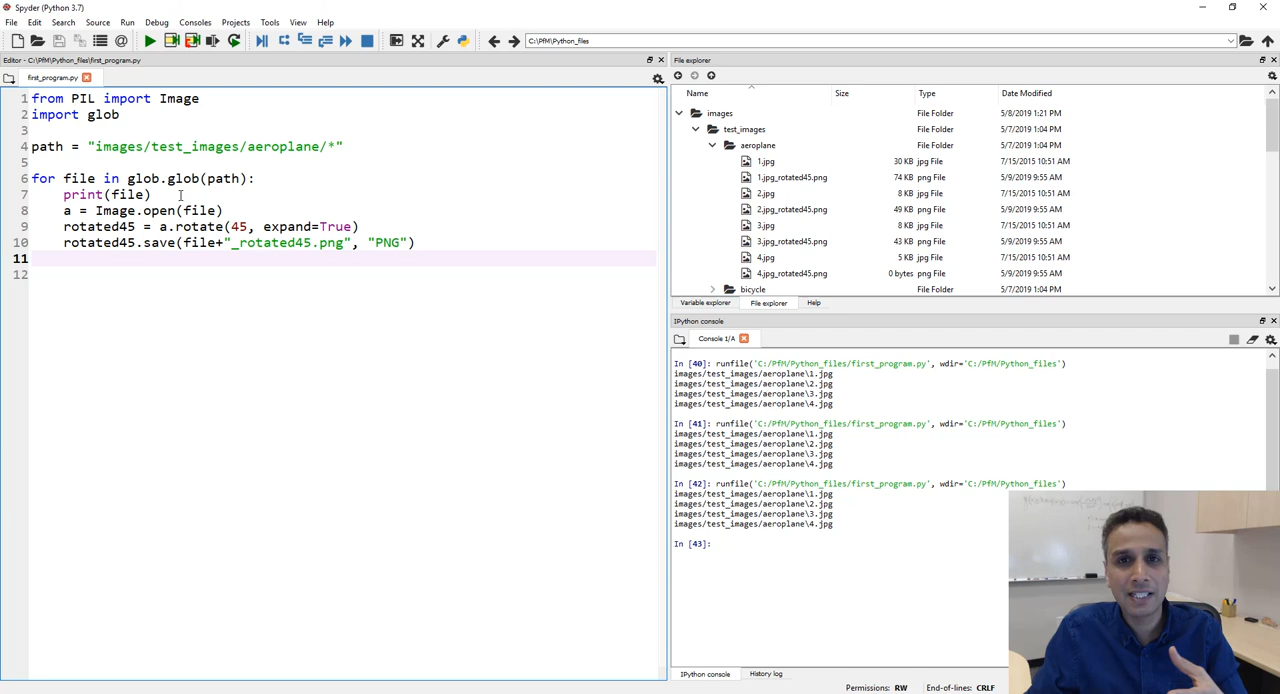 Spyder (Python 3.7)
File Edit Search Source Run Debug Consoles Projects Tools View Help
C:\PfM\Python_files
Editor - C:\PfM\Python_files\first_program.py
first_program.py
1 from PIL import Image
2 import glob
3
4 path = "images/test_images/aeroplane/*"
5
6 for file in glob.glob(path):
7 print(file)
8 a = Image.open(file)
9 rotated45 = a.rotate(45, expand=True)
10 rotated45.save(file+"_rotated45.png", "PNG")
11
12
File explorer
Name Size Type Date Modified
images File Folder 5/8/2019 1:21 PM
test_images File Folder 5/7/2019 1:04 PM
aeroplane File Folder 5/7/2019 1:04 PM
1.jpg 30 KB jpg File 7/15/2015 10:51 AM
1.jpg_rotated45.png 74 KB png File 5/9/2019 9:55 AM
2.jpg 8 KB jpg File 7/15/2015 10:51 AM
2.jpg_rotated45.png 49 KB png File 5/9/2019 9:55 AM
3.jpg 8 KB jpg File 7/15/2015 10:51 AM
3.jpg_rotated45.png 43 KB png File 5/9/2019 9:55 AM
4.jpg 5 KB jpg File 7/15/2015 10:51 AM
4.jpg_rotated45.png 0 bytes png File 5/9/2019 9:55 AM
bicycle File Folder 5/7/2019 1:04 PM
Variable explorer File explorer Help
IPython console
Console 1/A
In [40]: runfile('C:/PfM/Python_files/first_program.py', wdir='C:/PfM/Python_files')
images/test_images/aeroplane\1.jpg
images/test_images/aeroplane\2.jpg
images/test_images/aeroplane\3.jpg
images/test_images/aeroplane\4.jpg
In [41]: runfile('C:/PfM/Python_files/first_program.py', wdir='C:/PfM/Python_files')
images/test_images/aeroplane\1.jpg
images/test_images/aeroplane\2.jpg
images/test_images/aeroplane\3.jpg
images/test_images/aeroplane\4.jpg
In [42]: runfile('C:/PfM/Python_files/first_program.py', wdir='C:/PfM/Python_files')
images/test_images/aeroplane\1.jpg
images/test_images/aeroplane\2.jpg
images/test_images/aeroplane\3.jpg
images/test_images/aeroplane\4.jpg
In [43]:
IPython console History log
Permissions: RW End-of-lines: CRLF